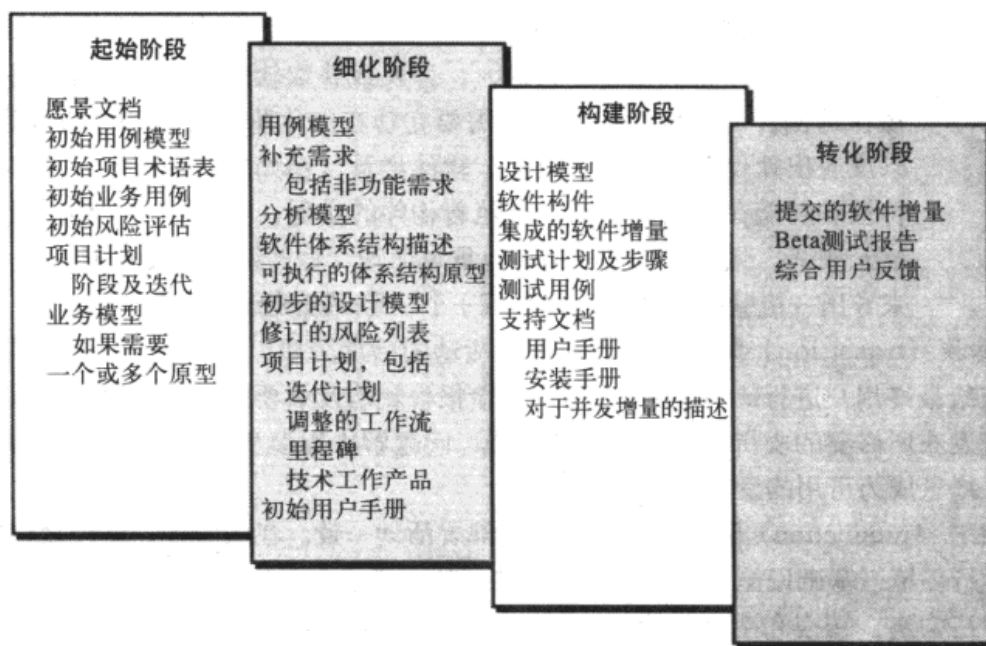 起始阶段
愿景文档
初始用例模型
初始项目术语表
初始业务用例
初始风险评估
项目计划
阶段及迭代
业务模型
如果需要
一个或多个原型
细化阶段
用例模型
补充需求
包括非功能需求
分析模型
软件体系结构描述
可执行的体系结构原型
初步的设计模型
修订的风险列表
项目计划，包括
迭代计划
调整的工作流
里程碑
技术工作产品
初始用户手册
构建阶段
设计模型
软件构件
集成的软件增量
测试计划及步骤
测试用例
支持文档
用户手册
安装手册
对于并发增量的描述
转化阶段
提交的软件增量
Beta测试报告
综合用户反馈